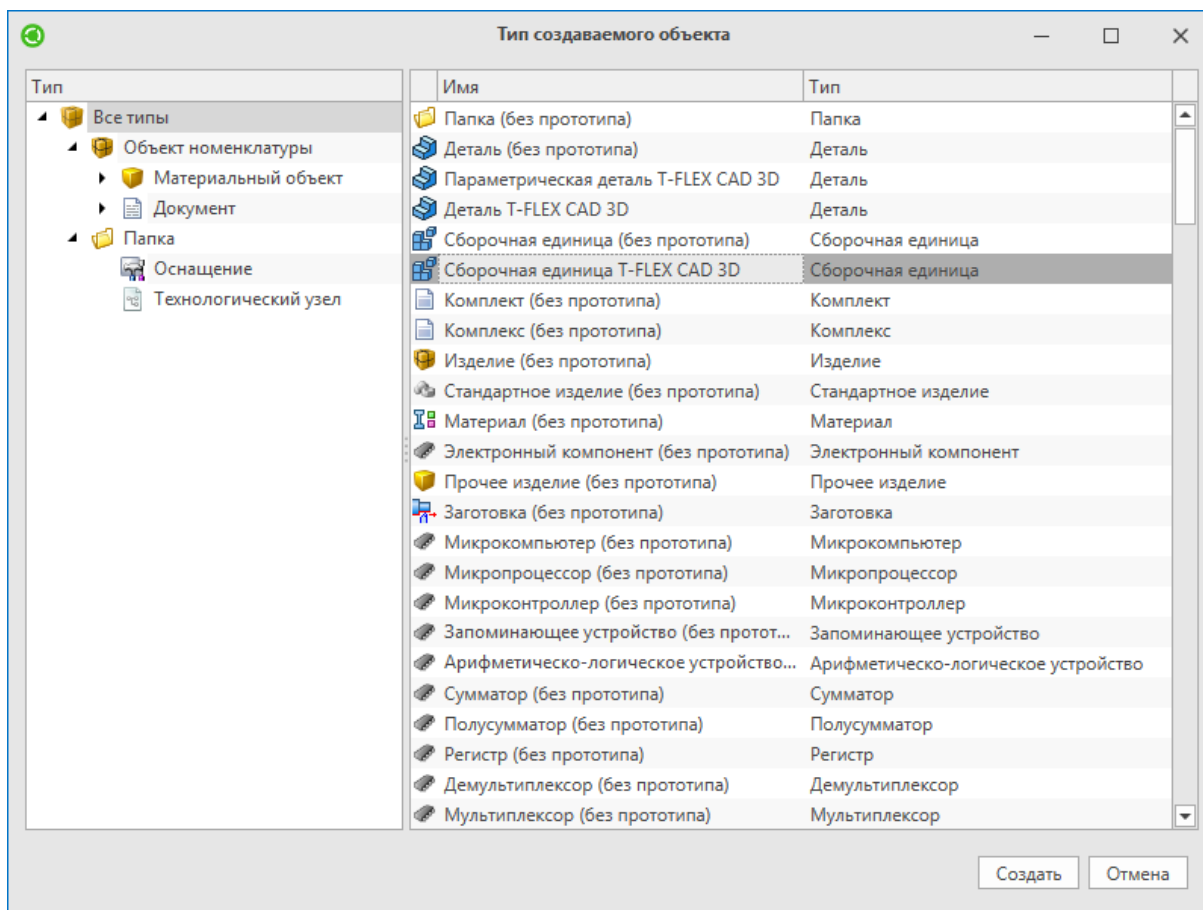 Тип создаваемого объекта
Тип
Все типы
Объект номенклатуры
Материальный объект
Документ
Папка
Оснащение
Технологический узел
Имя Тип
Папка (без прототипа) Папка
Деталь (без прототипа) Деталь
Параметрическая деталь T-FLEX CAD 3D Деталь
Деталь T-FLEX CAD 3D Деталь
Сборочная единица (без прототипа) Сборочная единица
Сборочная единица T-FLEX CAD 3D Сборочная единица
Комплект (без прототипа) Комплект
Комплекс (без прототипа) Комплекс
Изделие (без прототипа) Изделие
Стандартное изделие (без прототипа) Стандартное изделие
Материал (без прототипа) Материал
Электронный компонент (без прототипа) Электронный компонент
Прочее изделие (без прототипа) Прочее изделие
Заготовка (без прототипа) Заготовка
Микрокомпьютер (без прототипа) Микрокомпьютер
Микропроцессор (без прототипа) Микропроцессор
Микроконтроллер (без прототипа) Микроконтроллер
Запоминающее устройство (без протот... Запоминающее устройство
Арифметическо-логическое устройство... Арифметическо-логическое устройство
Сумматор (без прототипа) Сумматор
Полусумматор (без прототипа) Полусумматор
Регистр (без прототипа) Регистр
Демультиплексор (без прототипа) Демультиплексор
Мультиплексор (без прототипа) Мультиплексор
Создать Отмена